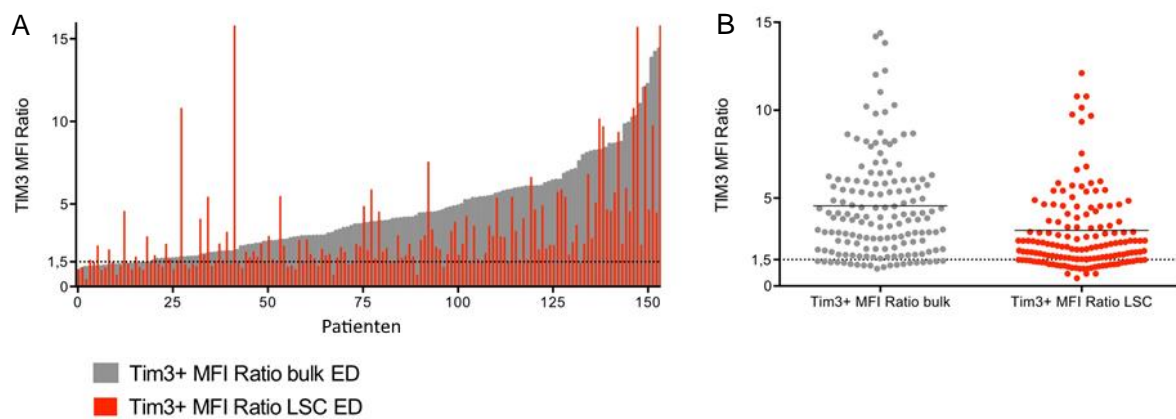 A
TIM3 MFI Ratio
15
10
5
1,5
0
0 25 50 75 100 125 150
Patienten
Tim3+ MFI Ratio bulk ED
Tim3+ MFI Ratio LSC ED
B
TIM3 MFI Ratio
15
10
5
1,5
0
Tim3+ MFI Ratio bulk Tim3+ MFI Ratio LSC